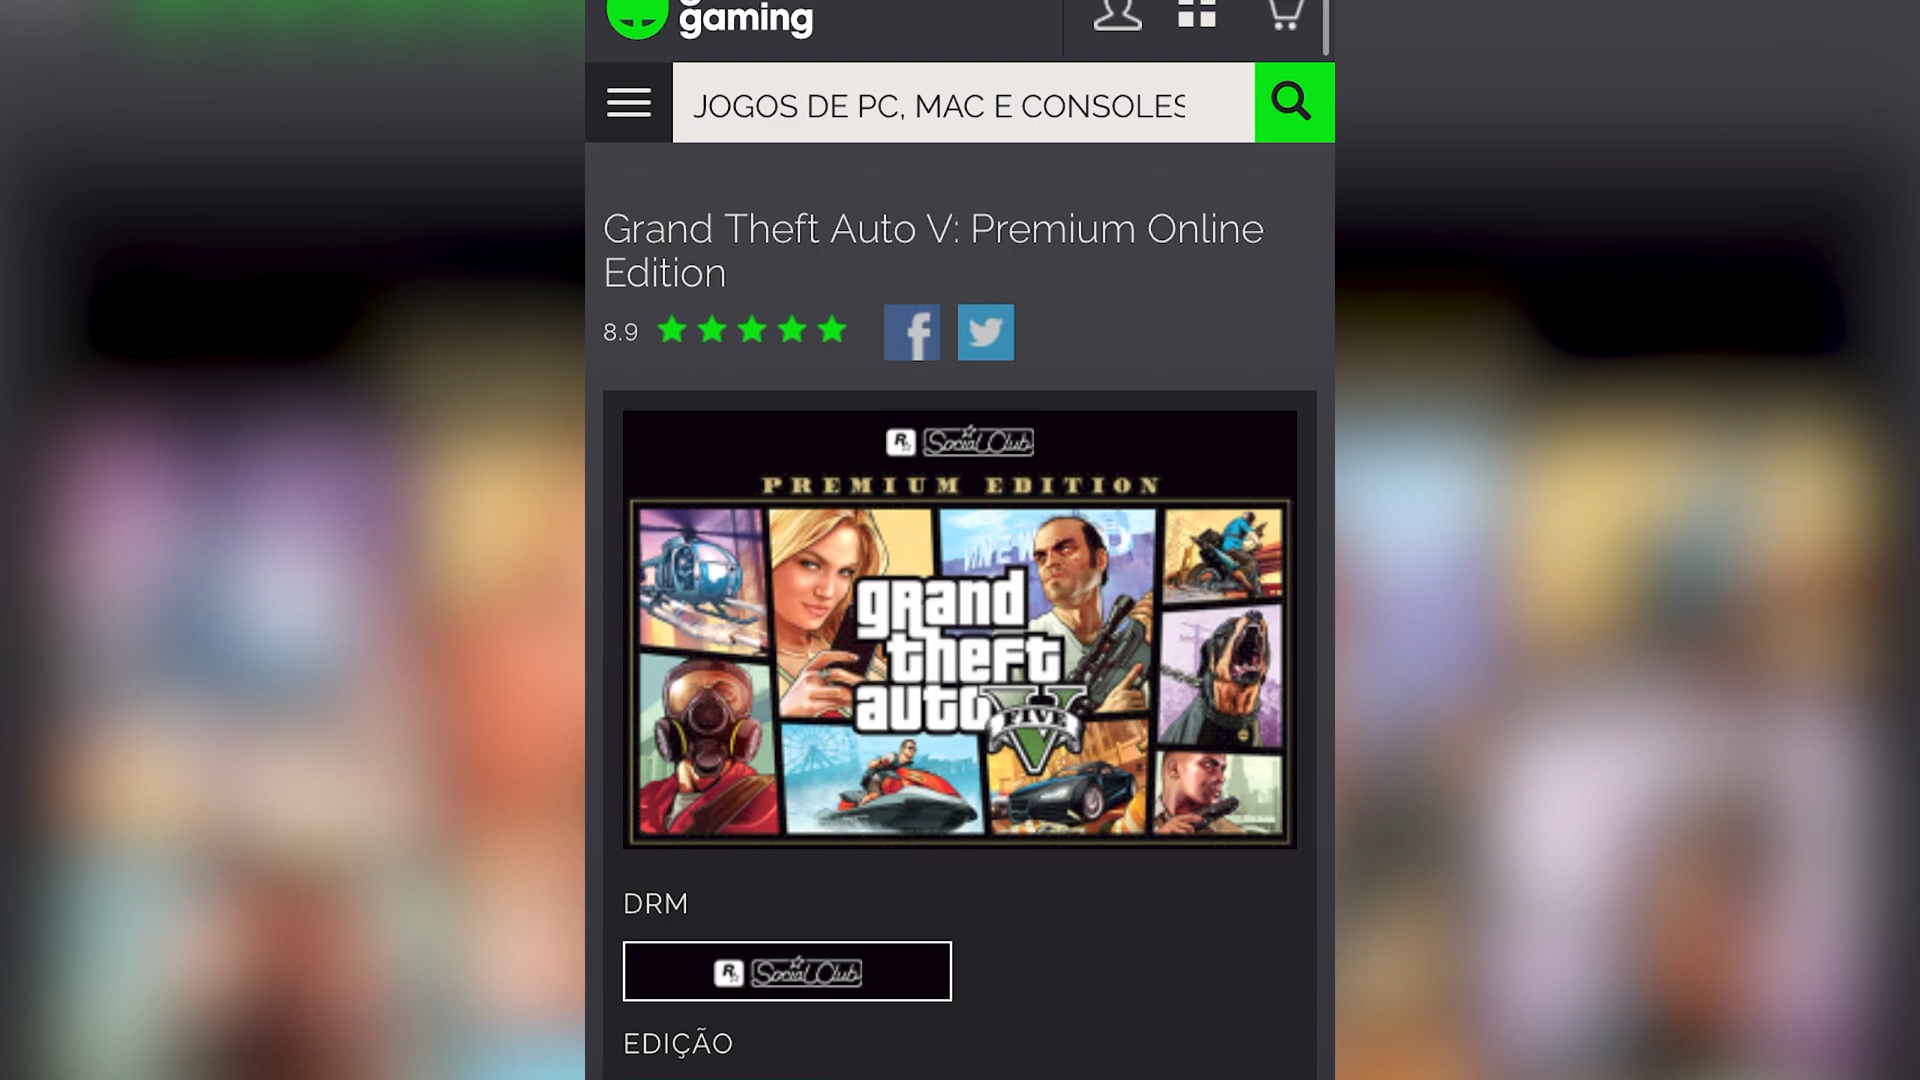 gaming
JOGOS DE PC, MAC E CONSOLES
Grand Theft Auto V: Premium Online
Edition
8.9
R Social Club
PREMIUM EDITION
grand
theft
auto
FIVE
V
DRM
R Social Club
EDIÇÃO